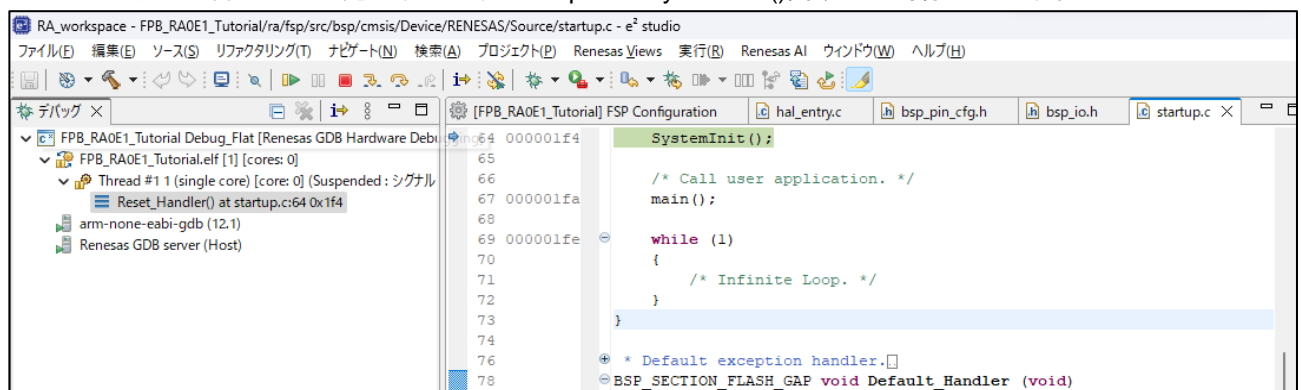 RA_workspace - FPB_RA0E1_Tutorial/ra/fsp/src/bsp/cmsis/Device/RENESAS/Source/startup.c - e² studio
ファイル(F) 編集(E) ソース(S) リファクタリング(T) ナビゲート(N) 検索(A) プロジェクト(P) Renesas Views 実行(R) Renesas AI ウィンドウ(W) ヘルプ(H)
デバッグ
[FPB_RA0E1_Tutorial] FSP Configuration hal_entry.c bsp_pin_cfg.h bsp_io.h startup.c
FPB_RA0E1_Tutorial Debug_Flat [Renesas GDB Hardware Debugging]
FPB_RA0E1_Tutorial.elf [1] [cores: 0]
Thread #1 1 (single core) [core: 0] (Suspended : シグナル
Reset_Handler() at startup.c:64 0x1f4
arm-none-eabi-gdb (12.1)
Renesas GDB server (Host)
64 000001f4 SystemInit();
65
66 /* Call user application. */
67 000001fa main();
68
69 000001fe while (1)
70 {
71 /* Infinite Loop. */
72 }
73 }
74
76 * Default exception handler.
78 BSP_SECTION_FLASH_GAP void Default_Handler (void)